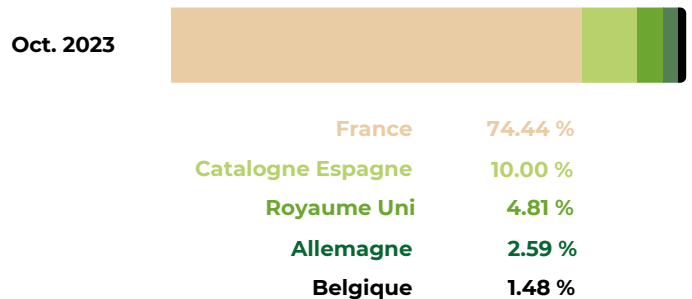 Oct. 2023
France 74.44 %
Catalogne Espagne 10.00 %
Royaume Uni 4.81 %
Allemagne 2.59 %
Belgique 1.48 %